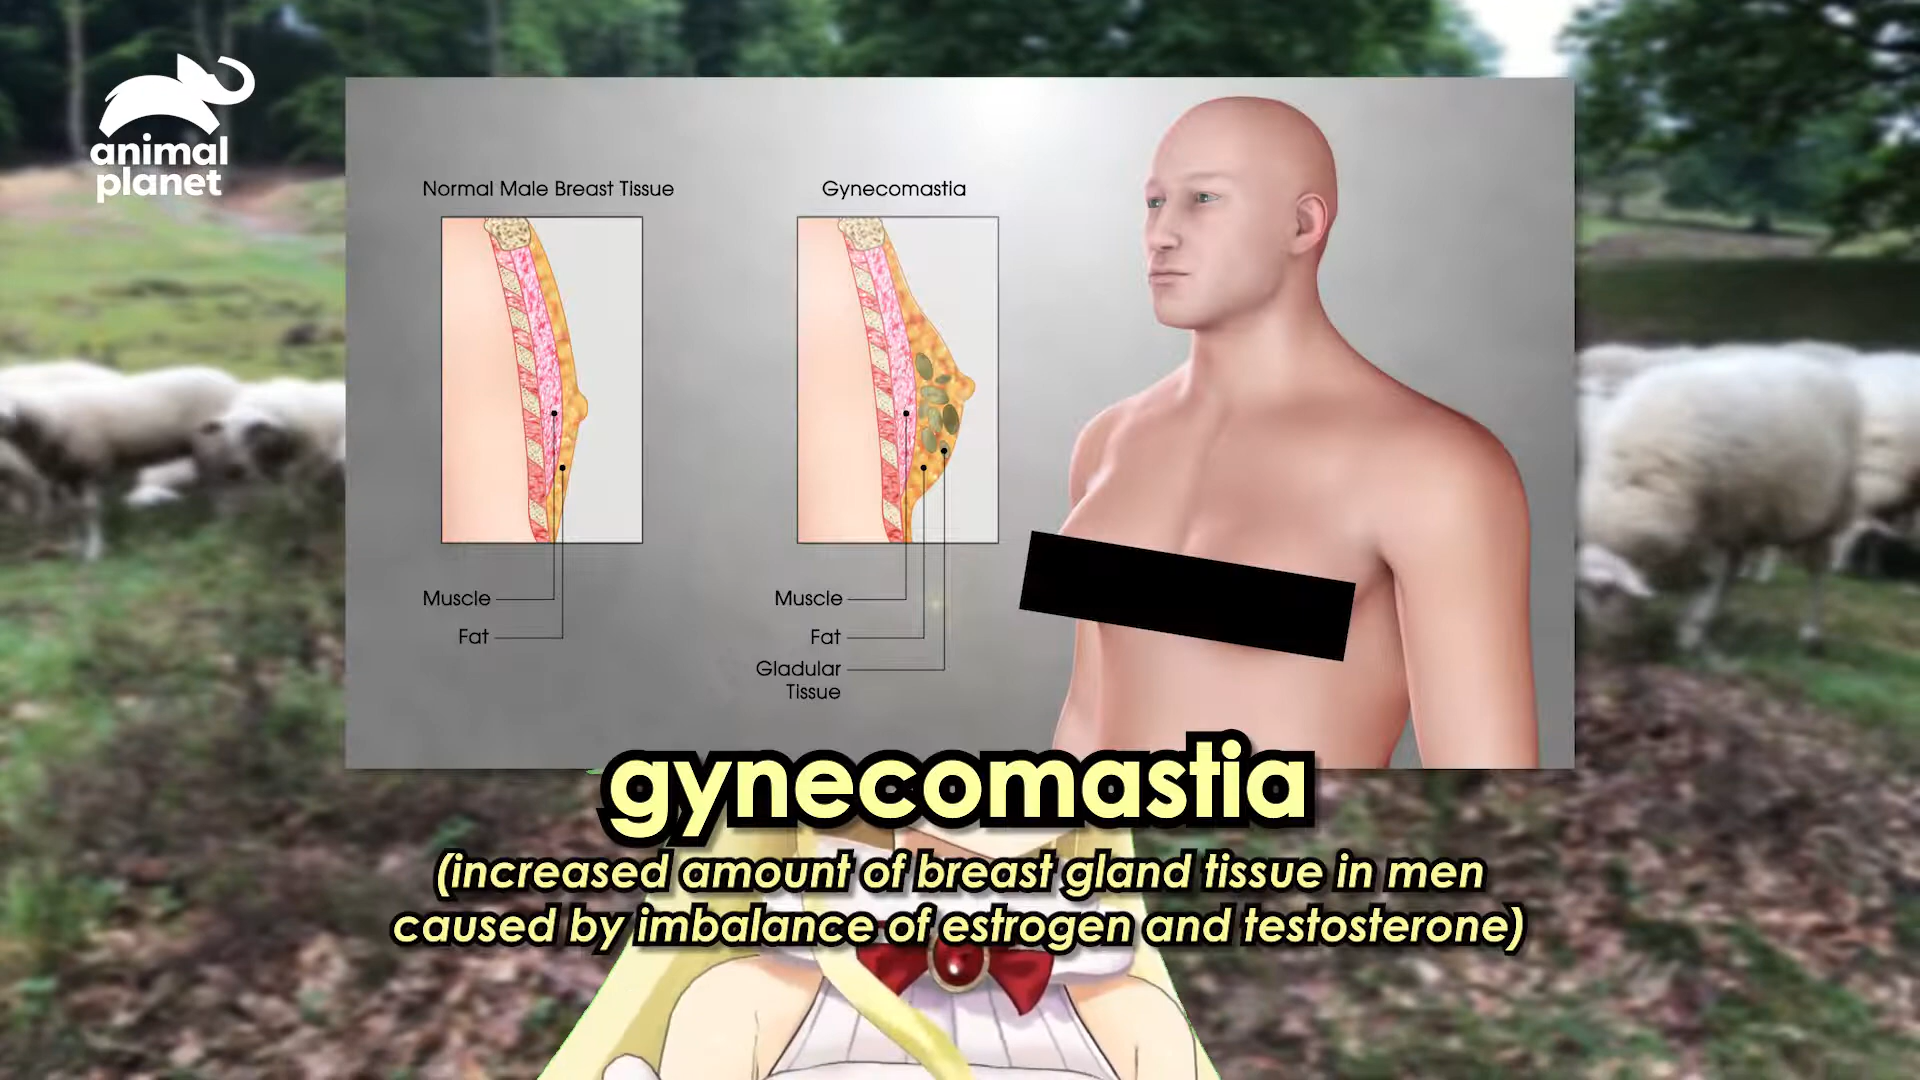 animal
planet
Normal Male Breast Tissue
Gynecomastia
Muscle
Fat
Muscle
Fat
Gladular
Tissue
gynecomastia
(increased amount of breast gland tissue in men
caused by imbalance of estrogen and testosterone)